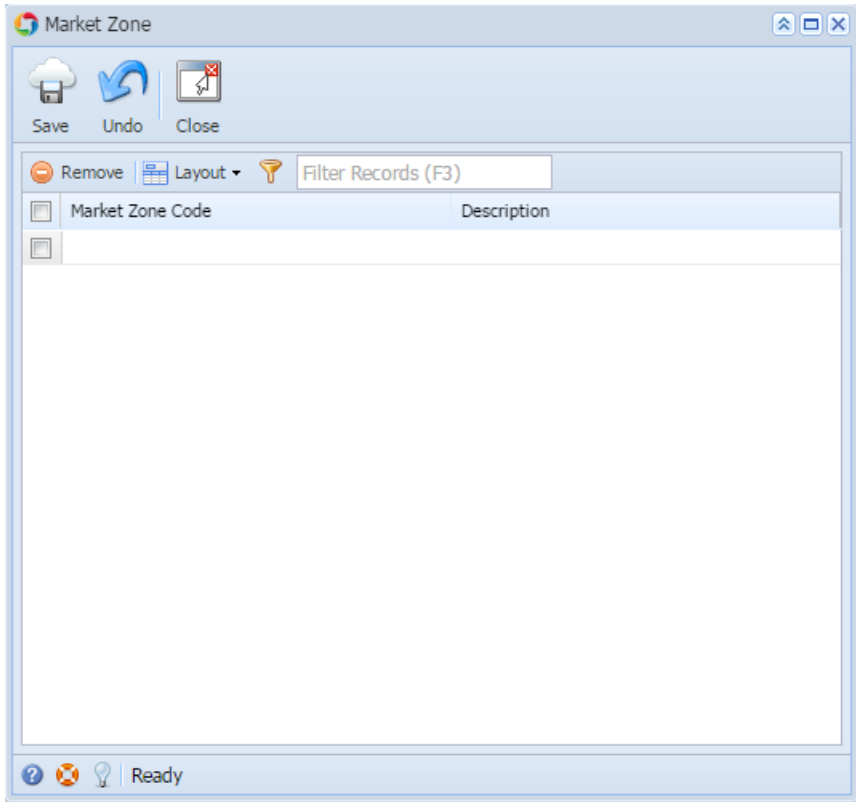 Market Zone
Save Undo Close
Remove Layout Filter Records (F3)
Market Zone Code Description
Ready